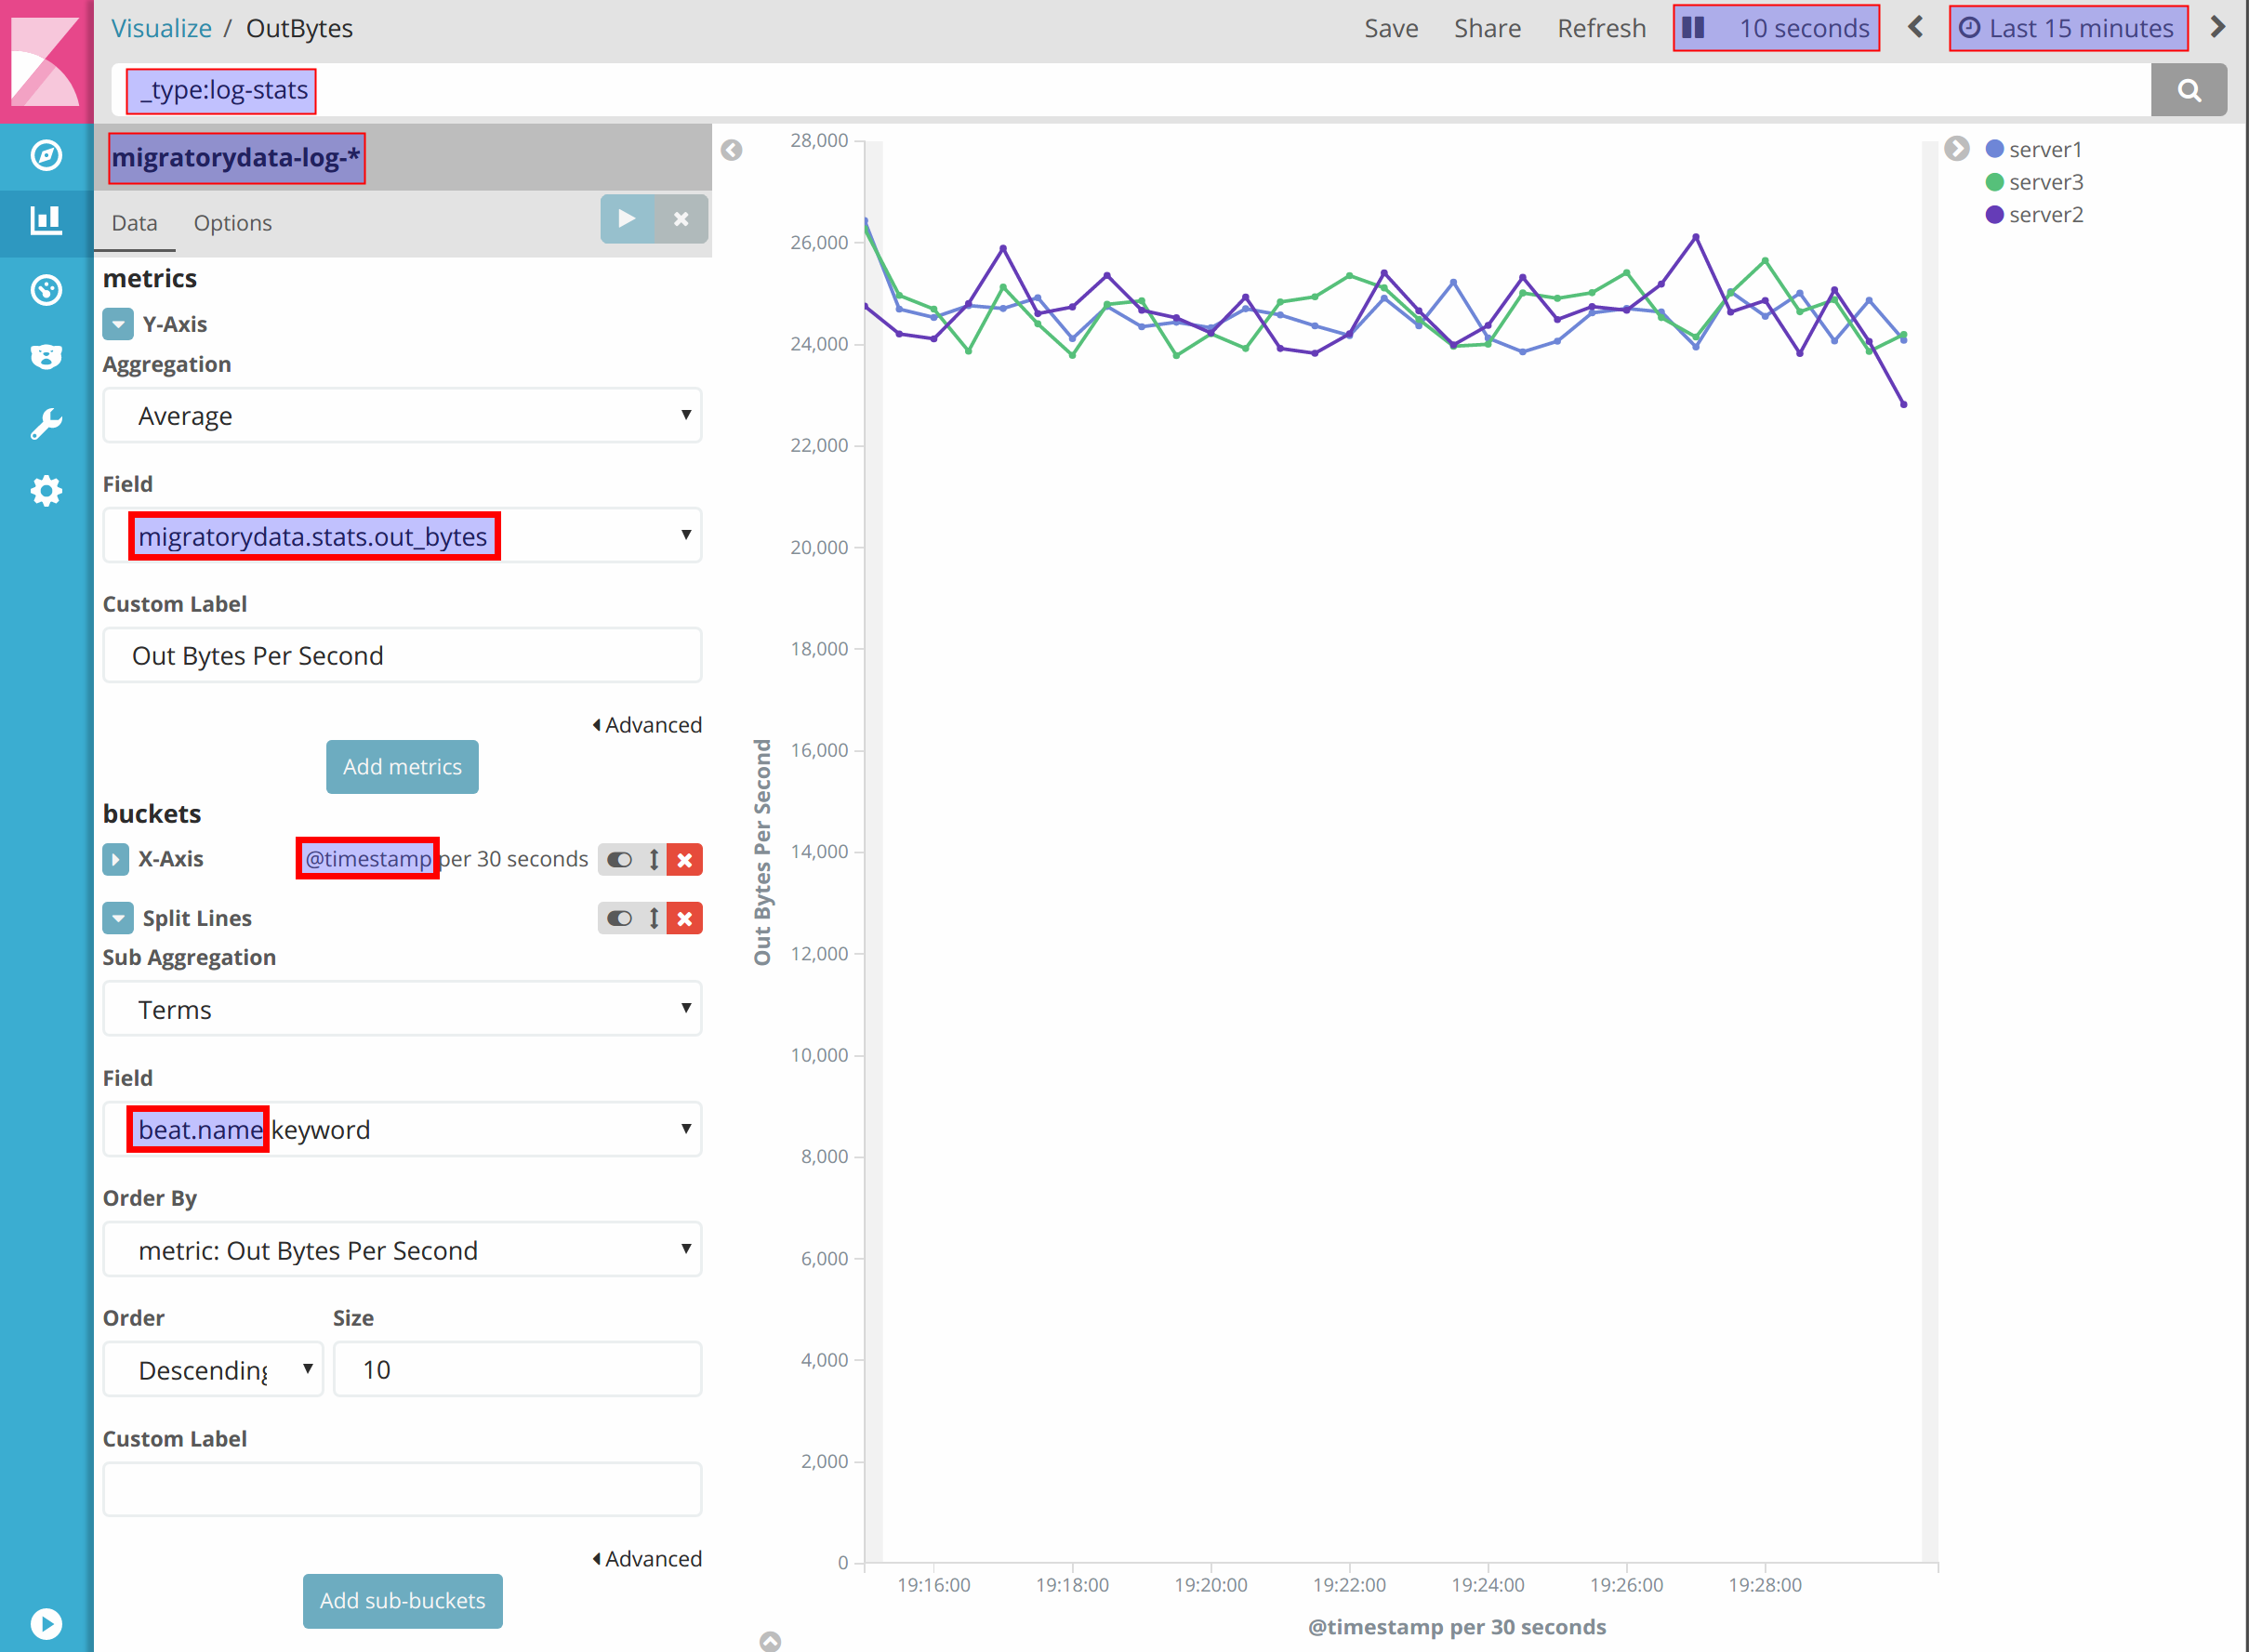 Visualize / OutBytes
Save Share Refresh 10 seconds Last 15 minutes
_type:log-stats
migratorydata-log-*
Data Options
metrics
Y-Axis
Aggregation
Average
Field
migratorydata.stats.out_bytes
Custom Label
Out Bytes Per Second
Advanced
Add metrics
buckets
X-Axis @timestamp per 30 seconds
Split Lines
Sub Aggregation
Terms
Field
beat.name keyword
Order By
metric: Out Bytes Per Second
Order Size
Descending 10
Custom Label
Advanced
Add sub-buckets
Out Bytes Per Second
28,000
26,000
24,000
22,000
20,000
18,000
16,000
14,000
12,000
10,000
8,000
6,000
4,000
2,000
0
19:16:00 19:18:00 19:20:00 19:22:00 19:24:00 19:26:00 19:28:00
@timestamp per 30 seconds
server1
server3
server2